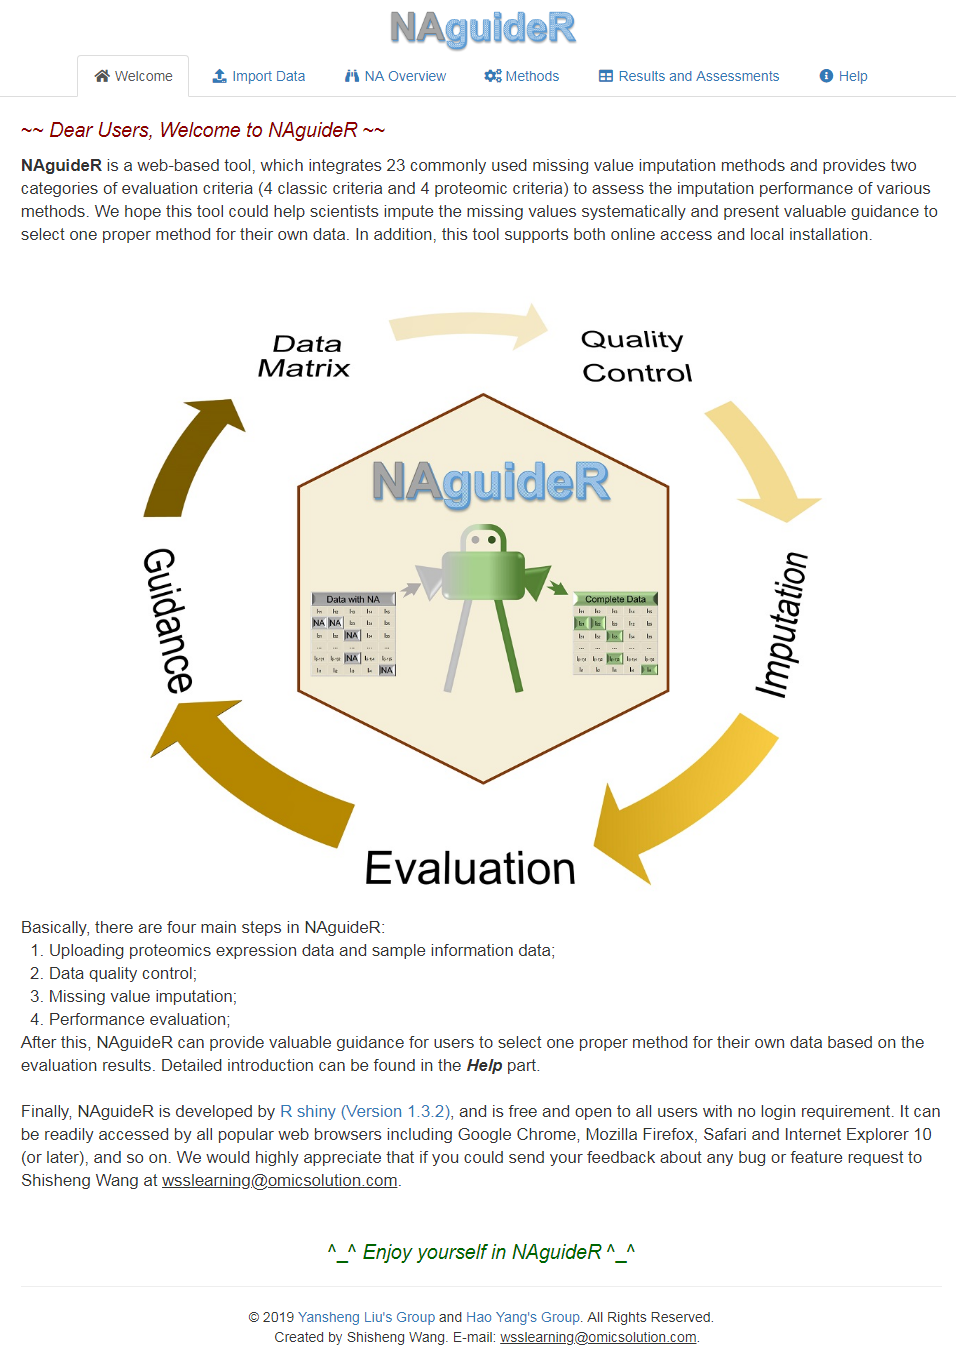 NAguideR
Welcome
Import Data
NA Overview
Methods
Results and Assessments
Help
~~ Dear Users, Welcome to NAguideR ~~
NAguideR is a web-based tool, which integrates 23 commonly used missing value imputation methods and provides two
categories of evaluation criteria (4 classic criteria and 4 proteomic criteria) to assess the imputation performance of various
methods. We hope this tool could help scientists impute the missing values systematically and present valuable guidance to
select one proper method for their own data. In addition, this tool supports both online access and local installation.
Data
Matrix
Quality
Control
NAguideR
Guidance
Imputation
Data with NA
NA NA
NA
NA
NA
Complete Data
Evaluation
Basically, there are four main steps in NAguideR:
1. Uploading proteomics expression data and sample information data;
2. Data quality control;
3. Missing value imputation;
4. Performance evaluation;
After this, NAguideR can provide valuable guidance for users to select one proper method for their own data based on the
evaluation results. Detailed introduction can be found in the Help part.
Finally, NAguideR is developed by R shiny (Version 1.3.2), and is free and open to all users with no login requirement. It can
be readily accessed by all popular web browsers including Google Chrome, Mozilla Firefox, Safari and Internet Explorer 10
(or later), and so on. We would highly appreciate that if you could send your feedback about any bug or feature request to
Shisheng Wang at wsslearning@omicsolution.com.
^_^ Enjoy yourself in NAguideR ^_^
© 2019 Yansheng Liu's Group and Hao Yang's Group. All Rights Reserved.
Created by Shisheng Wang. E-mail: wsslearning@omicsolution.com.